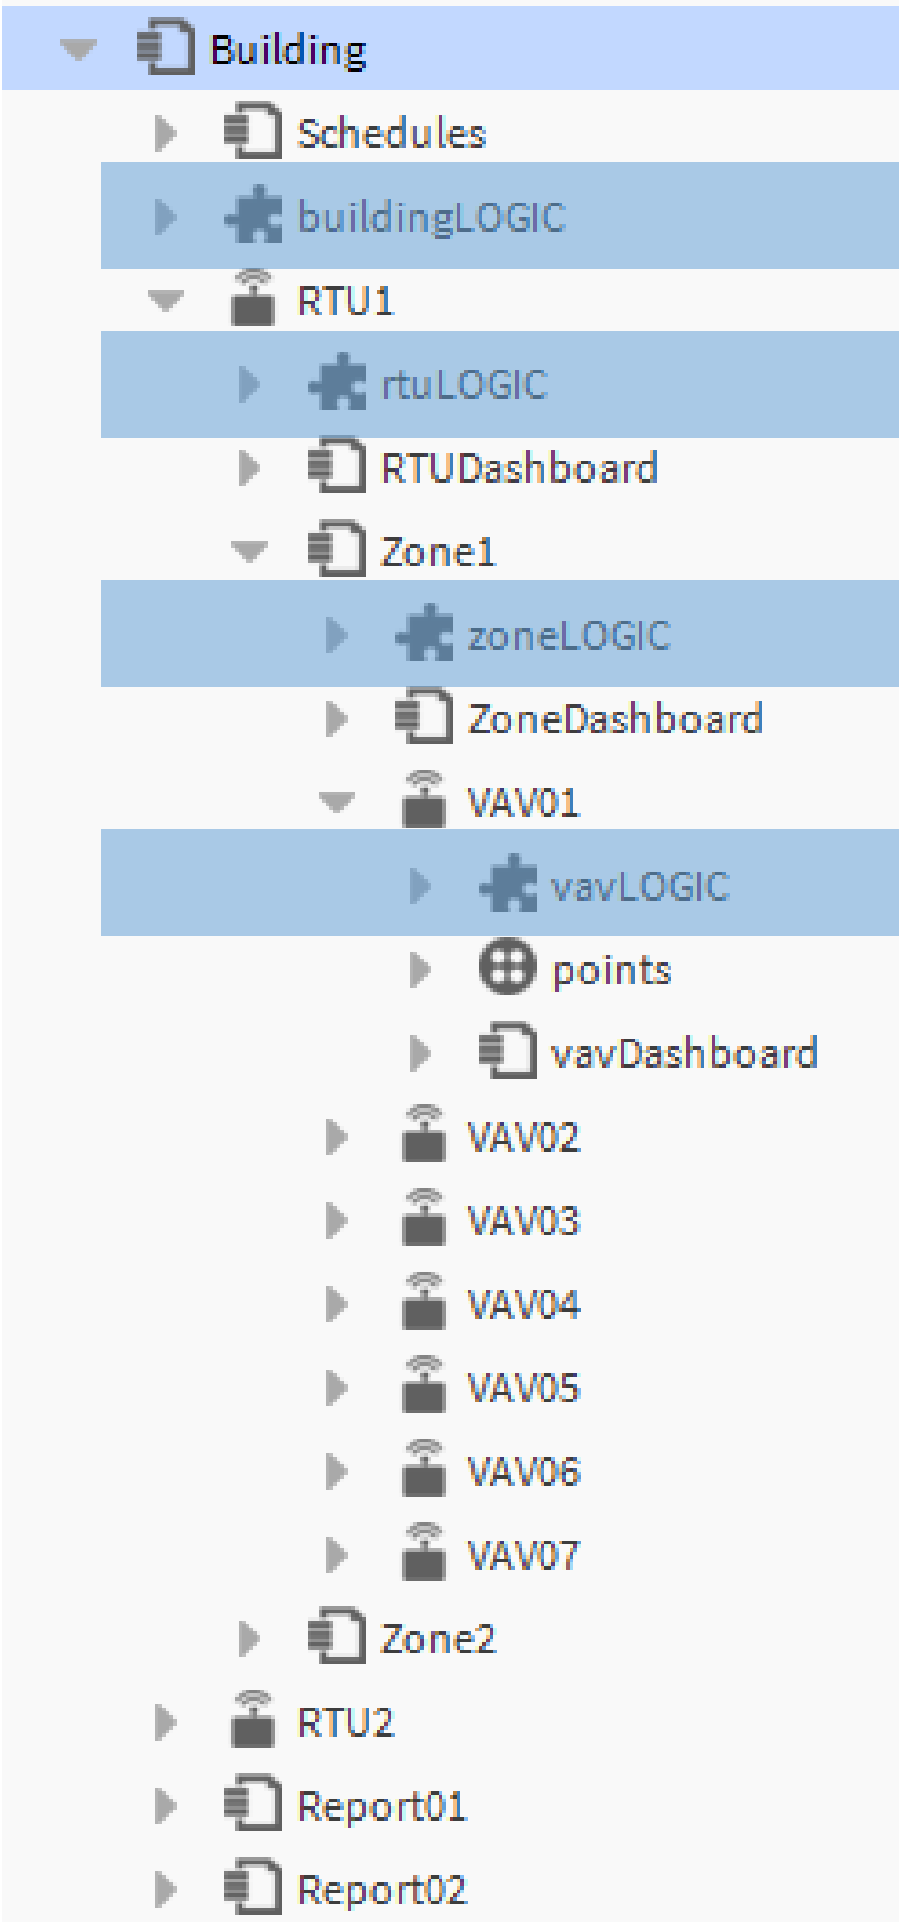 Building
Schedules
buildingLOGIC
RTU1
rtuLOGIC
RTUDashboard
Zone1
zoneLOGIC
ZoneDashboard
VAV01
vavLOGIC
points
vavDashboard
VAV02
VAV03
VAV04
VAV05
VAV06
VAV07
Zone2
RTU2
Report01
Report02